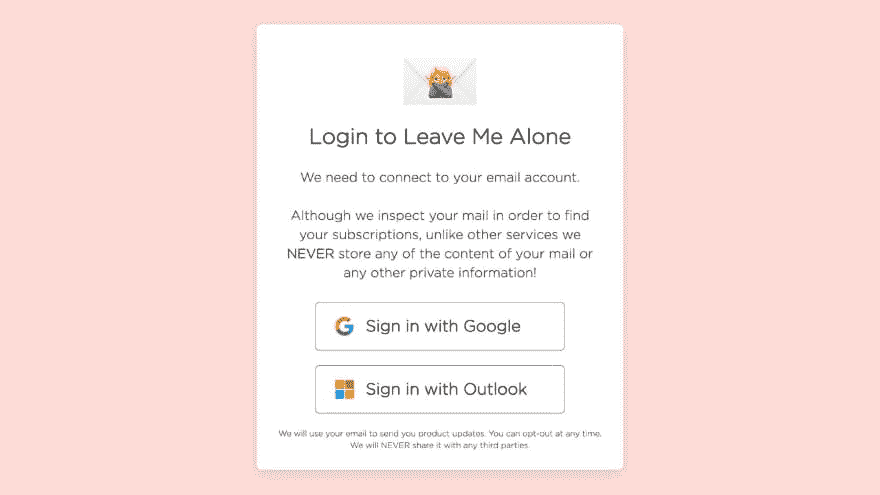 Login to Leave Me Alone
We need to connect to your email account.
Although we inspect your mail in order to find
your subscriptions, unlike other services we
NEVER store any of the content of your mail or
any other private information!
Sign in with Google
Sign in with Outlook
We will use your email to send you product updates. You can opt-out at any time.
We will NEVER share it with any third parties.